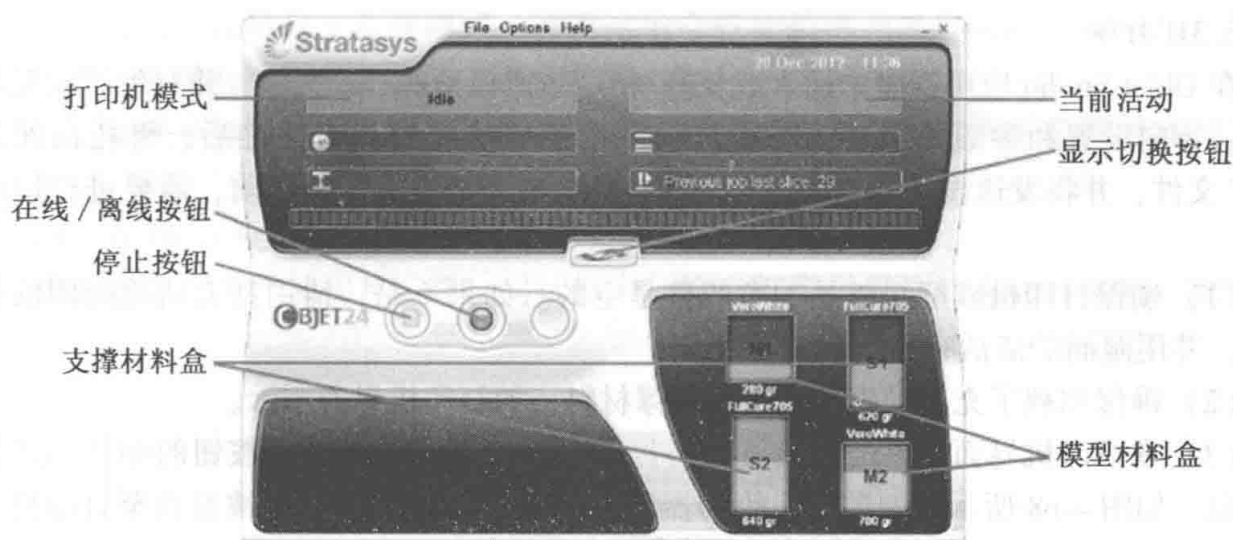 Stratasys
File Options Help
20 Dec 2012 11:36
打印机模式
Idle
当前活动
显示切换按钮
Previous job last slice: 29
在线/离线按钮
停止按钮
OBJET24
支撑材料盒
VeroWhite
M1
280 gr
FullCure705
S1
620 gr
FullCure705
S2
640 gr
VeroWhite
M2
700 gr
模型材料盒